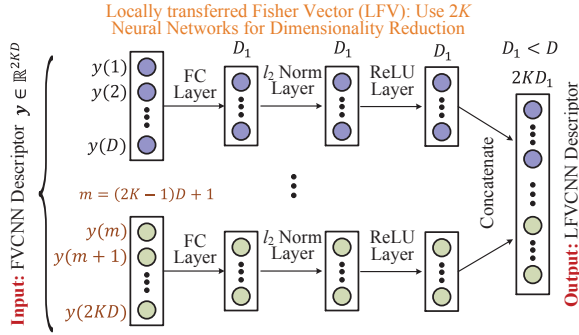 Locally transferred Fisher Vector (LFV): Use 2K
Neural Networks for Dimensionality Reduction
Input: FVCNN Descriptor y ∈ ℝ^{2KD}
y(1)
y(2)
y(D)
FC
Layer
D₁
l₂ Norm
Layer
D₁
ReLU
Layer
D₁
D₁ < D
2KD₁
m = (2K − 1)D + 1
y(m)
y(m + 1)
y(2KD)
FC
Layer
l₂ Norm
Layer
ReLU
Layer
Concatenate
Output: LFVCNN Descriptor